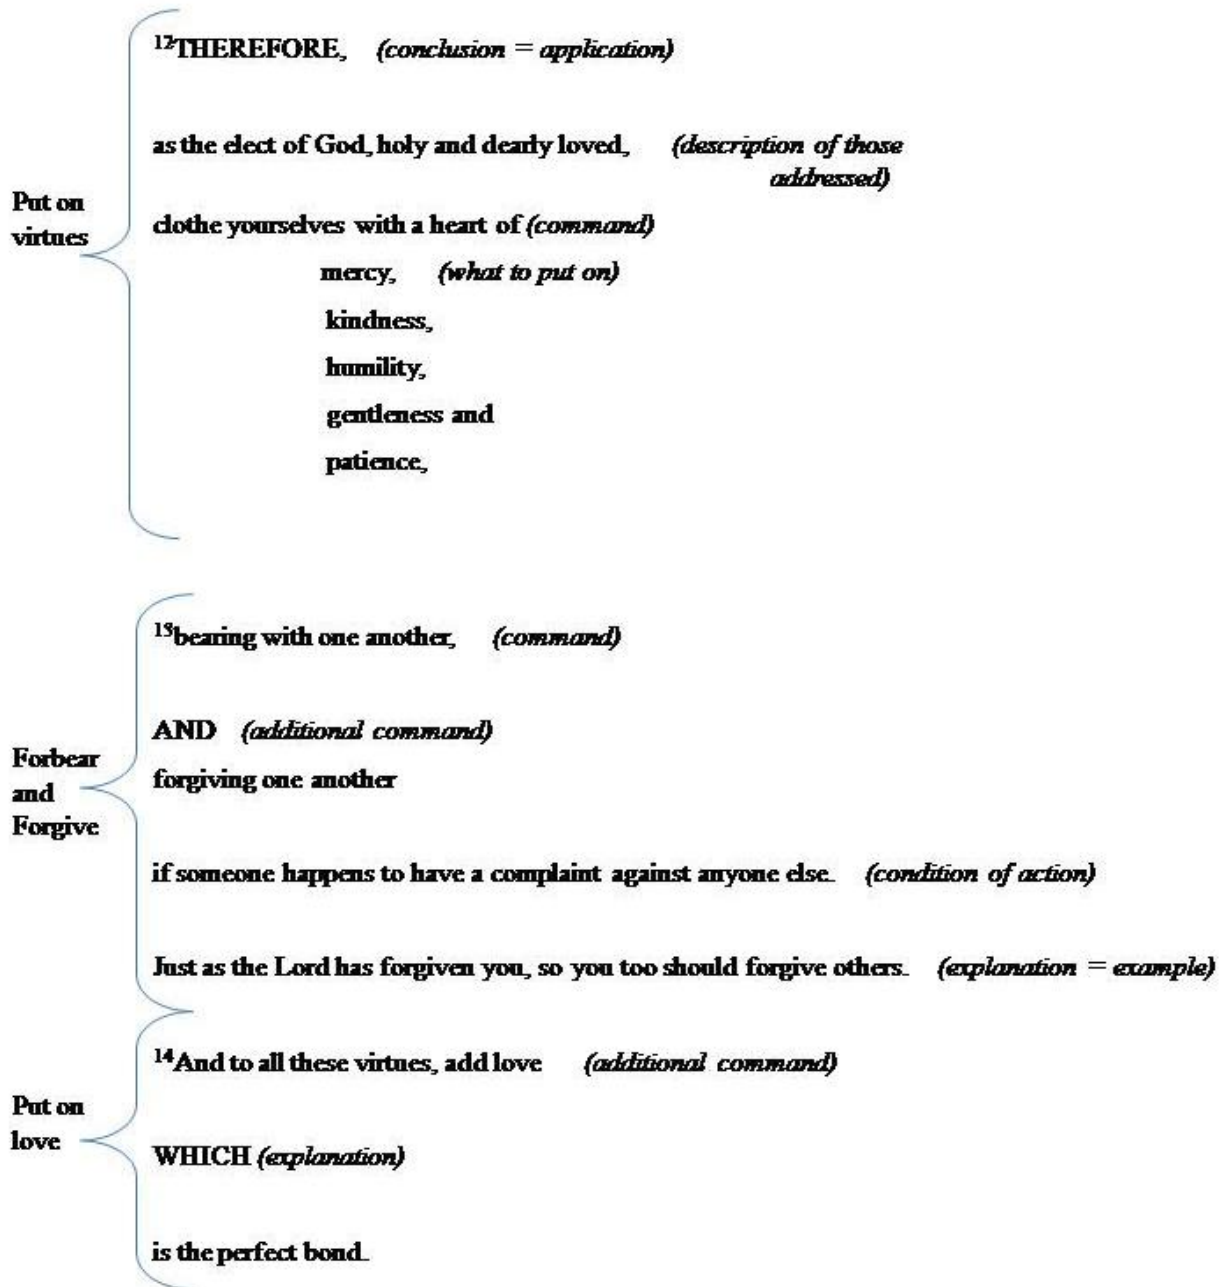 ¹²THEREFORE, (conclusion = application)
as the elect of God, holy and dearly loved, (description of those
addressed)
Put on
virtues
clothe yourselves with a heart of (command)
mercy, (what to put on)
kindness,
humility,
gentleness and
patience,
¹³bearing with one another, (command)
AND (additional command)
Forbear
and
Forgive
forgiving one another
if someone happens to have a complaint against anyone else. (condition of action)
Just as the Lord has forgiven you, so you too should forgive others. (explanation = example)
¹⁴And to all these virtues, add love (additional command)
Put on
love
WHICH (explanation)
is the perfect bond.